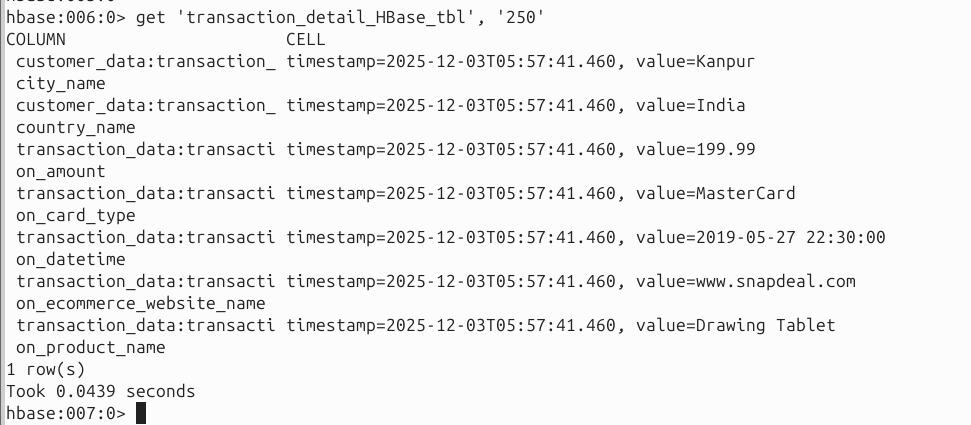 hbase:006:0> get 'transaction_detail_HBase_tbl', '250'
COLUMN                      CELL
 customer_data:transaction_ timestamp=2025-12-03T05:57:41.460, value=Kanpur
 city_name
 customer_data:transaction_ timestamp=2025-12-03T05:57:41.460, value=India
 country_name
 transaction_data:transacti timestamp=2025-12-03T05:57:41.460, value=199.99
 on_amount
 transaction_data:transacti timestamp=2025-12-03T05:57:41.460, value=MasterCard
 on_card_type
 transaction_data:transacti timestamp=2025-12-03T05:57:41.460, value=2019-05-27 22:30:00
 on_datetime
 transaction_data:transacti timestamp=2025-12-03T05:57:41.460, value=www.snapdeal.com
 on_ecommerce_website_name
 transaction_data:transacti timestamp=2025-12-03T05:57:41.460, value=Drawing Tablet
 on_product_name
1 row(s)
Took 0.0439 seconds
hbase:007:0>